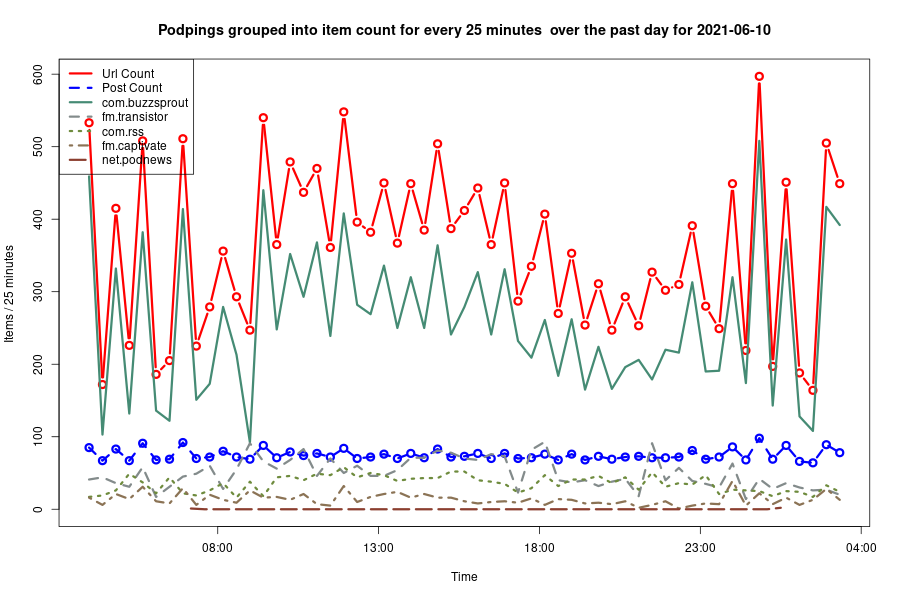 Podpings grouped into item count for every 25 minutes  over the past day for 2021-06-10
Url Count
Post Count
com.buzzsprout
fm.transistor
com.rss
fm.captivate
net.podnews
Items / 25 minutes
600
500
400
300
200
100
0
08:00 13:00 18:00 23:00 04:00
Time